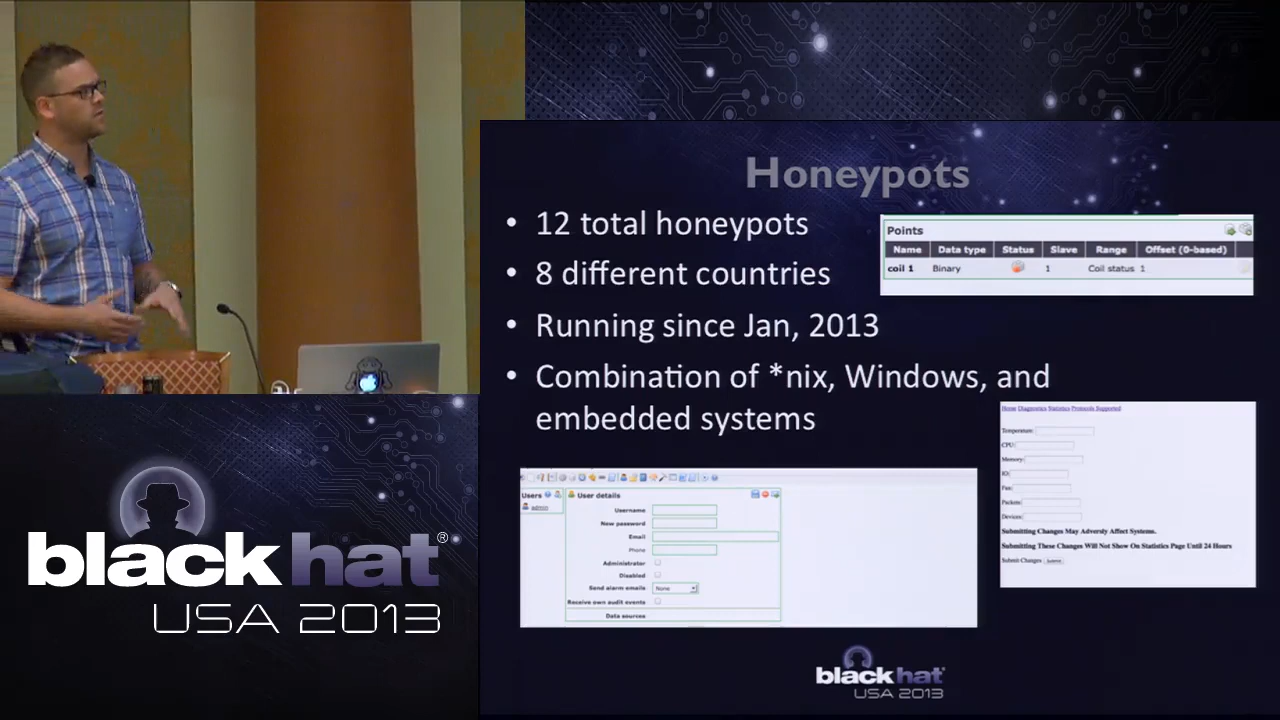 Honeypots
• 12 total honeypots
• 8 different countries
• Running since Jan, 2013
• Combination of *nix, Windows, and
embedded systems
Points
Name Data type Status Slave Range Offset (0-based)
coil 1 Binary 1 Coil status 1
Home Diagnostics Statistics Protocols Supported
Temperature:
CPU:
Memory:
ID:
Fan:
Packets:
Devices:
Submitting Changes May Adversly Affect Systems.
Submitting These Changes Will Not Show On Statistics Page Until 24 Hours
Submit Changes Submit
Users
admin
User details
Username
New password
Email
Phone
Administrator
Disabled
Send alarm emails None
Receive own audit events
Data sources
black hat®
USA 2013
black hat
USA 2013